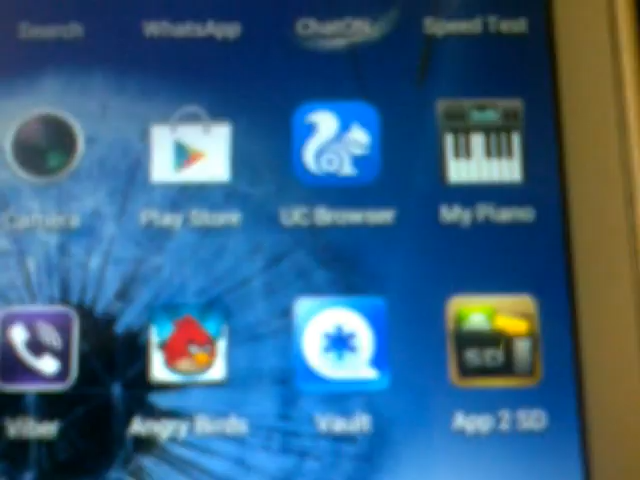 Search WhatsApp ChatON Speed Test
Camera Play Store UC Browser My Piano
SD
Viber Angry Birds Vault App 2 SD